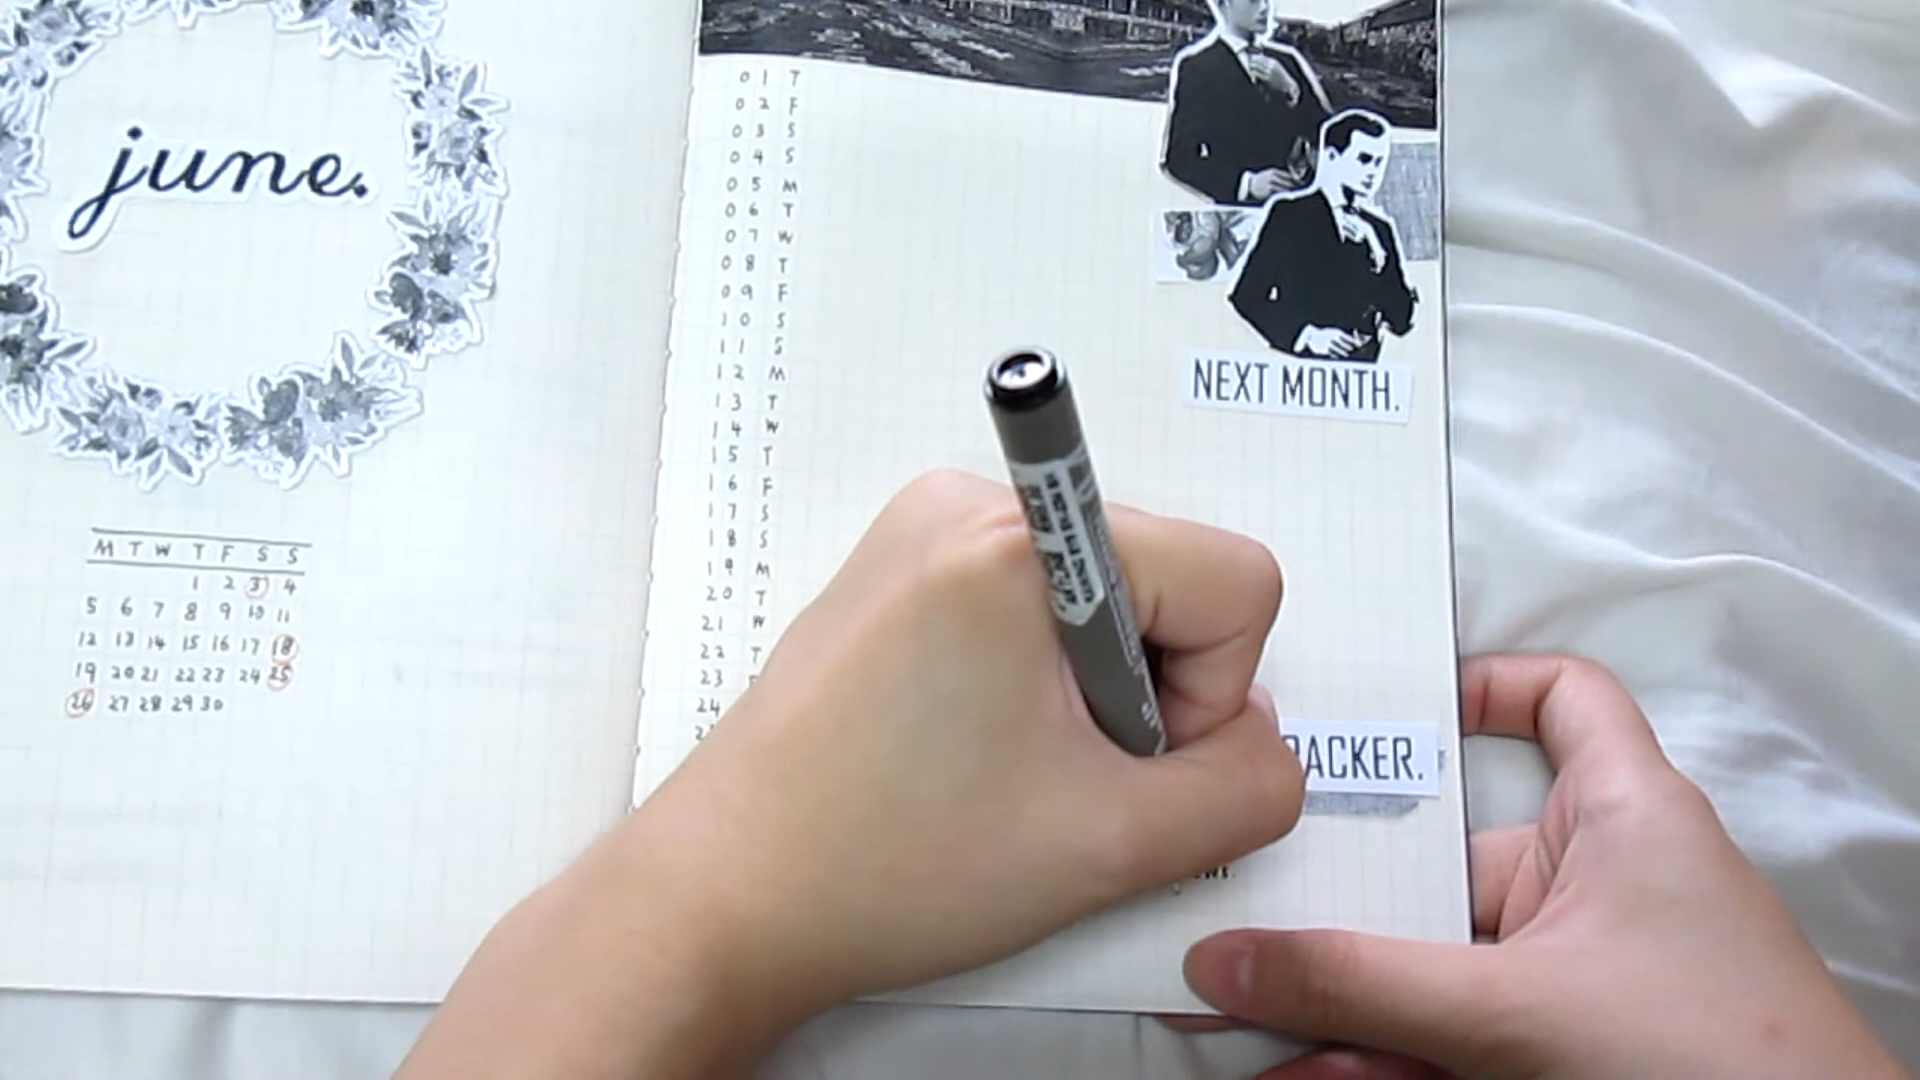 june.
M T W T F S S
1 2 3 4
5 6 7 8 9 10 11
12 13 14 15 16 17 18
19 20 21 22 23 24 25
26 27 28 29 30
01 T
02 F
03 S
04 S
05 M
06 T
07 W
08 T
09 F
10 S
11 S
12 M
13 T
14 W
15 T
16 F
17 S
18 S
19 M
20 T
21 W
22 T
23
24
NEXT MONTH.
RACKER.